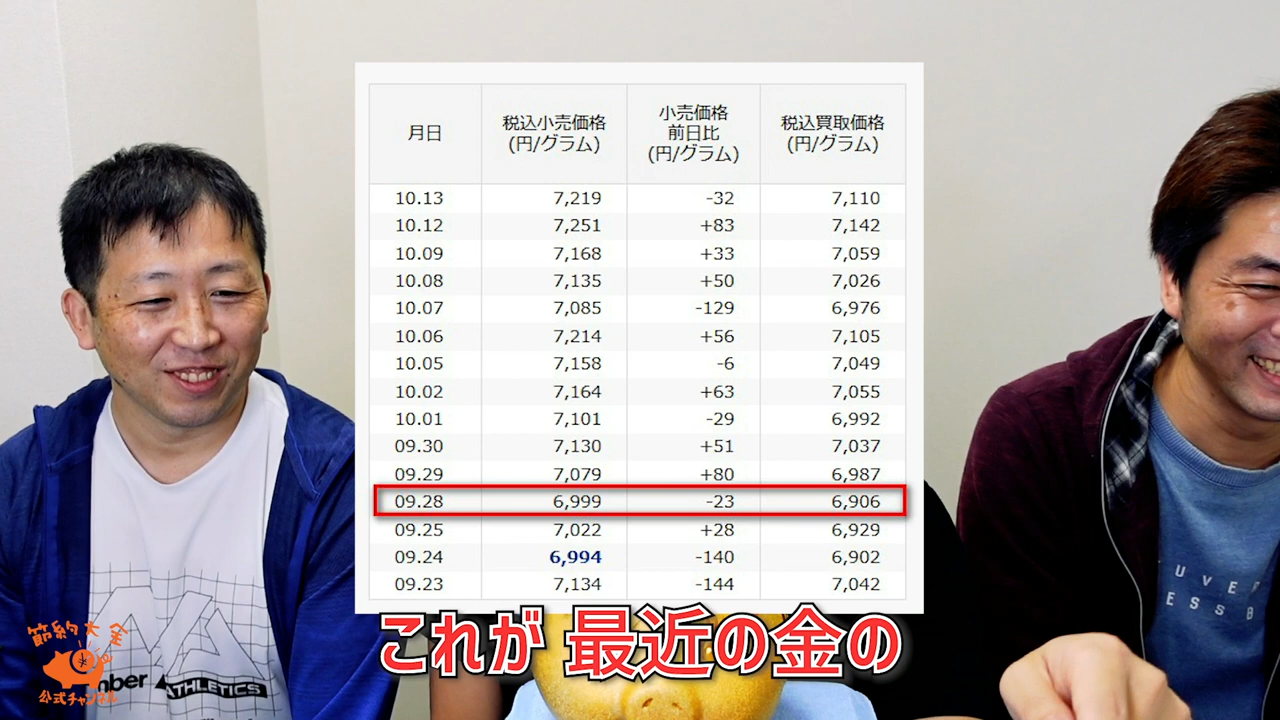 月日 税込小売価格 小売価格 税込買取価格
(円/グラム) 前日比 (円/グラム)
(円/グラム)
10.13 7,219 -32 7,110
10.12 7,251 +83 7,142
10.09 7,168 +33 7,059
10.08 7,135 +50 7,026
10.07 7,085 -129 6,976
10.06 7,214 +56 7,105
10.05 7,158 -6 7,049
10.02 7,164 +63 7,055
10.01 7,101 -29 6,992
09.30 7,130 +51 7,037
09.29 7,079 +80 6,987
09.28 6,999 -23 6,906
09.25 7,022 +28 6,929
09.24 6,994 -140 6,902
09.23 7,134 -144 7,042
これが 最近の金の
節約大全
公式チャンネル
ATHLETICS